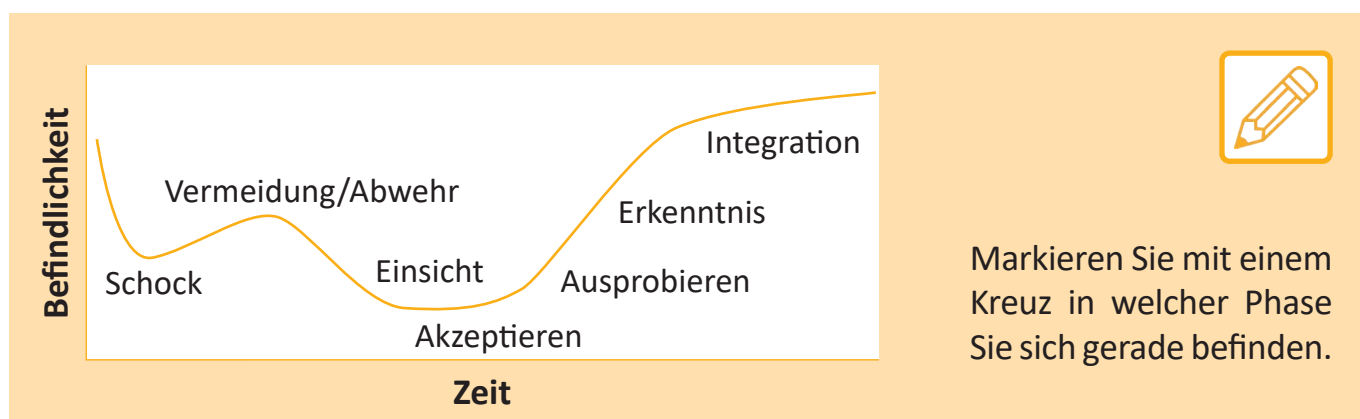 Befindlichkeit
Vermeidung/Abwehr
Schock
Einsicht
Akzeptieren
Ausprobieren
Erkenntnis
Integration
Zeit
Markieren Sie mit einem
Kreuz in welcher Phase
Sie sich gerade befinden.